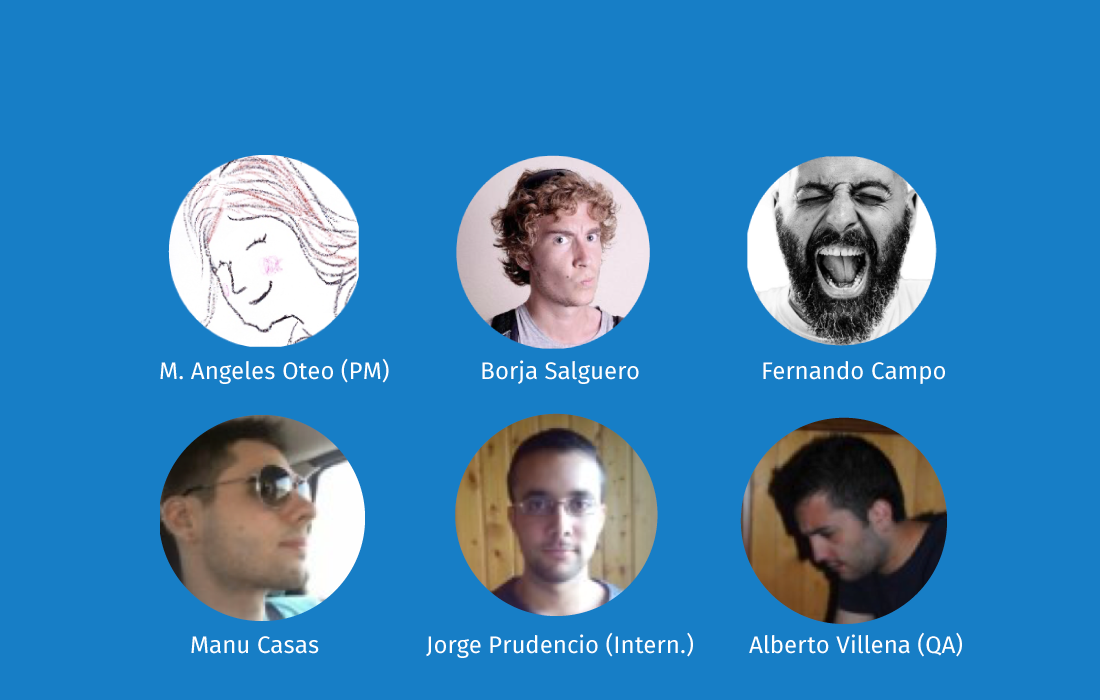 M. Angeles Oteo (PM)
Borja Salguero
Fernando Campo
Manu Casas
Jorge Prudencio (Intern.)
Alberto Villena (QA)